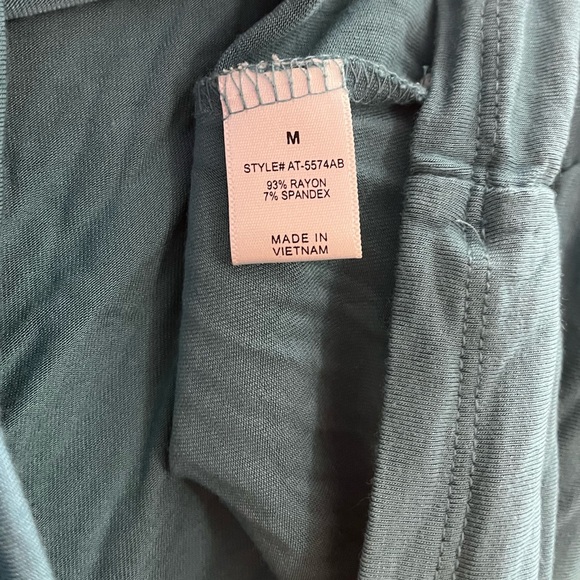 M
STYLE# AT-5574AB
93% RAYON
7% SPANDEX
MADE IN
VIETNAM